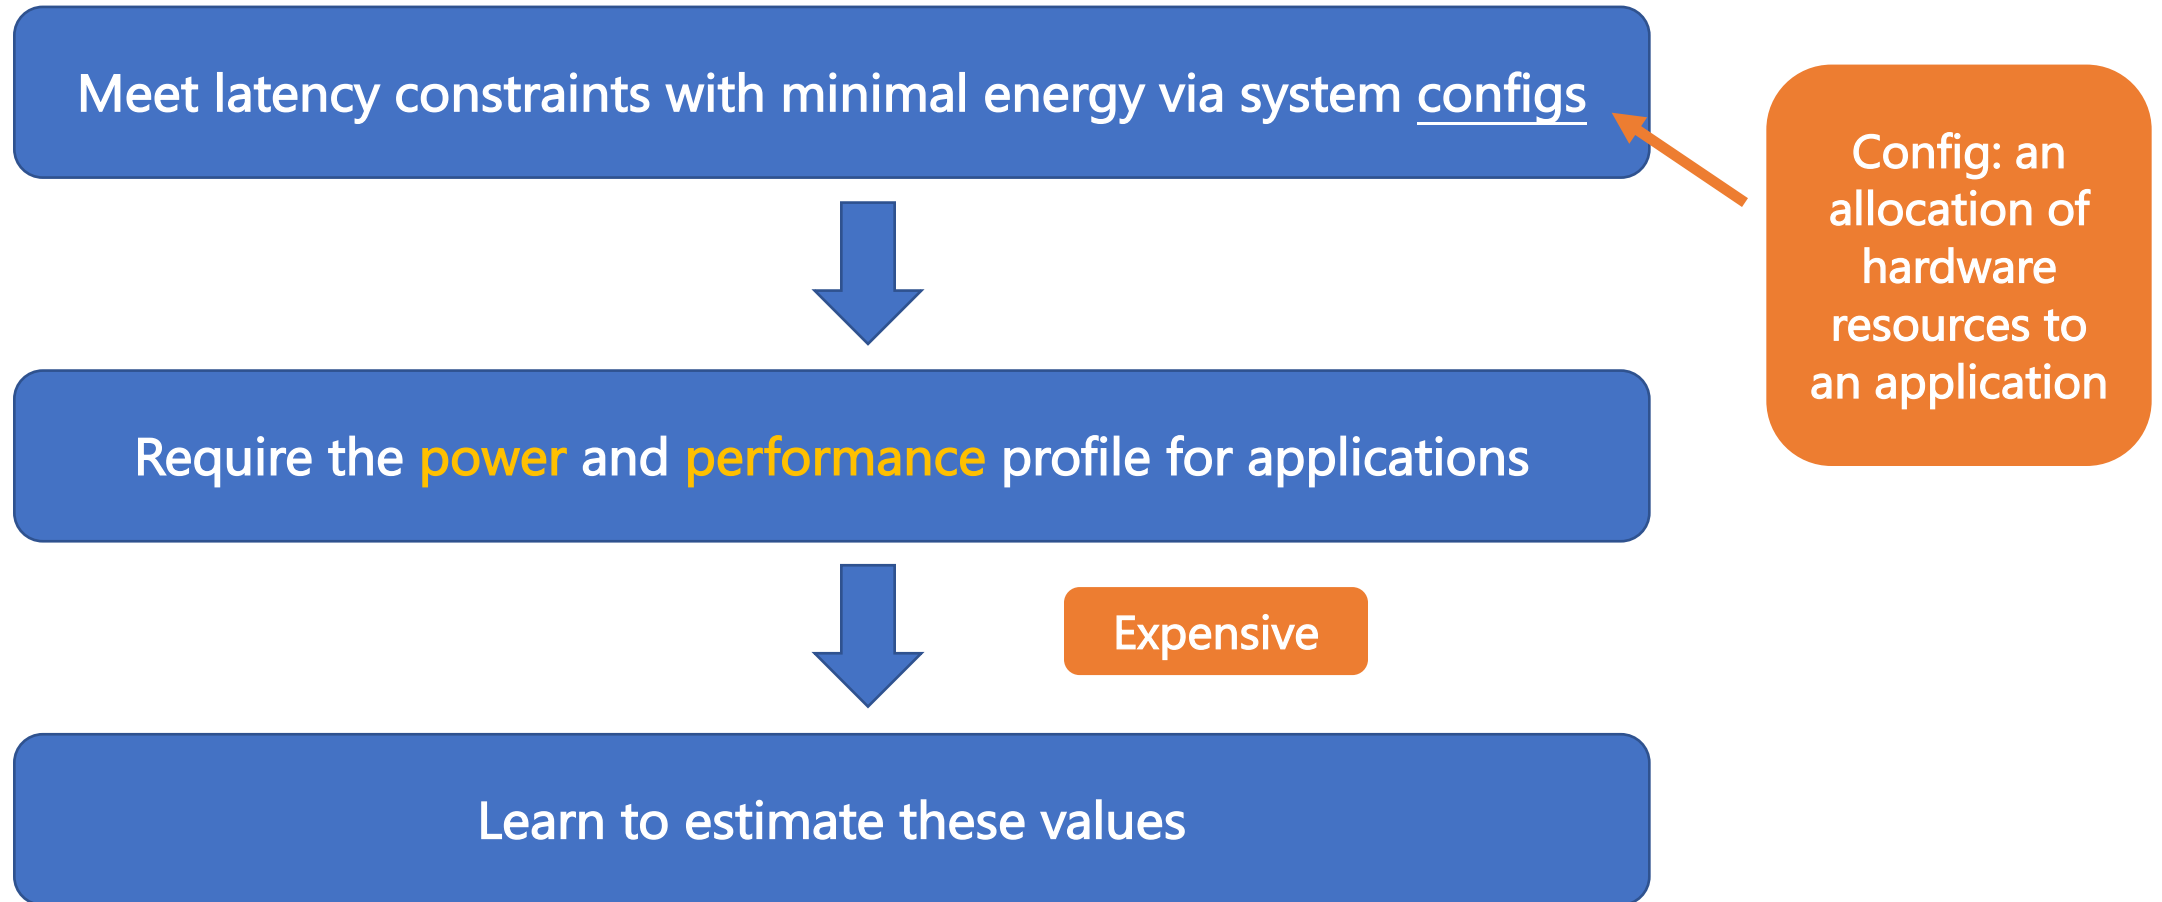 Meet latency constraints with minimal energy via system configs
Config: an
allocation of
hardware
resources to
an application
Require the power and performance profile for applications
Expensive
Learn to estimate these values